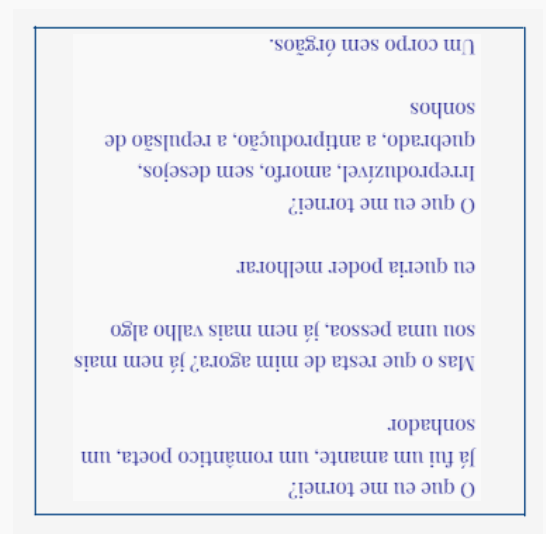 O que eu me tornei?
Já fui um amante, um romântico poeta, um
sonhador
Mas o que resta de mim agora? já nem mais
sou uma pessoa, já nem mais valho algo
eu queria poder melhorar
O que eu me tornei?
Irreproduzível, amorfo, sem desejos,
quebrado, a antiprodução, a repulsão de
sonhos
Um corpo sem órgãos.